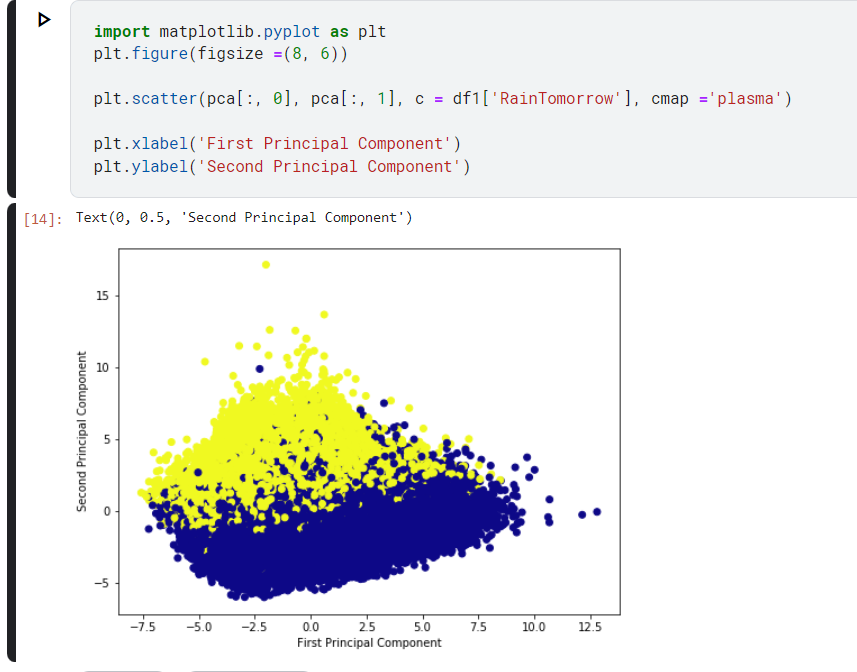 import matplotlib.pyplot as plt
plt.figure(figsize =(8, 6))
plt.scatter(pca[:, 0], pca[:, 1], c = df1['RainTomorrow'], cmap ='plasma')
plt.xlabel('First Principal Component')
plt.ylabel('Second Principal Component')
[14]: Text(0, 0.5, 'Second Principal Component')
Second Principal Component
15
10
5
0
−5
−7.5 −5.0 −2.5 0.0 2.5 5.0 7.5 10.0 12.5
First Principal Component